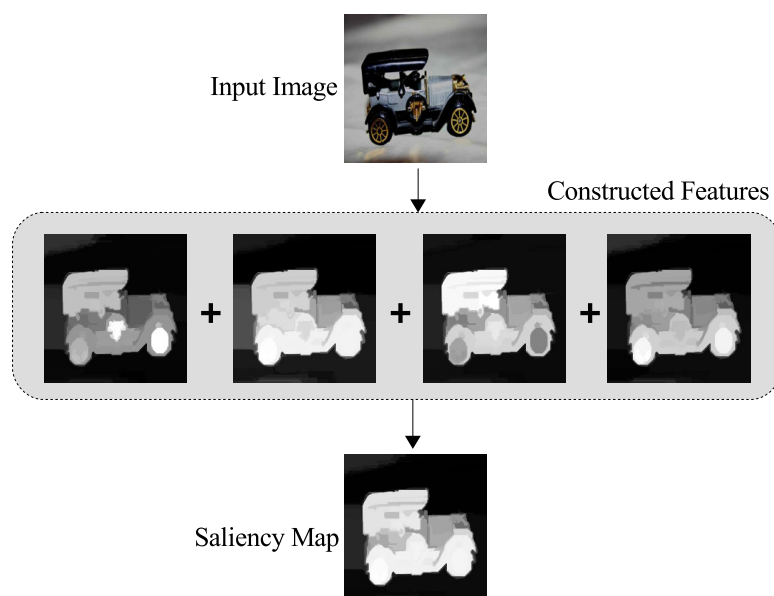 Input Image
Constructed Features
+ + +
Saliency Map